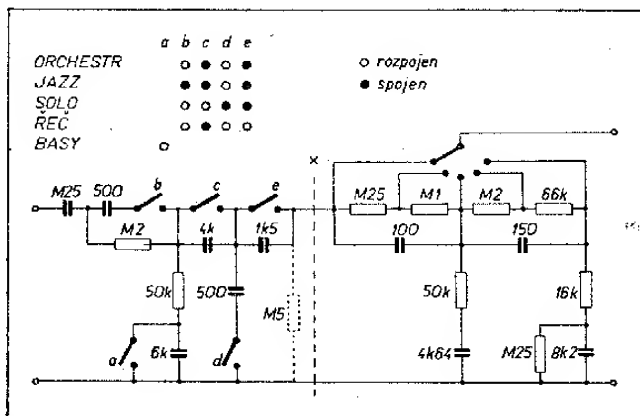 a b c d e
ORCHESTR
JAZZ
SOLO
ŘEČ
BASY
rozpojen
spojen
M25
500
b
c
e
M2
4k
1k5
50k
500
M5
a
6k
d
x
M25
M1
M2
66k
100
150
50k
16k
4k64
M25
8k2